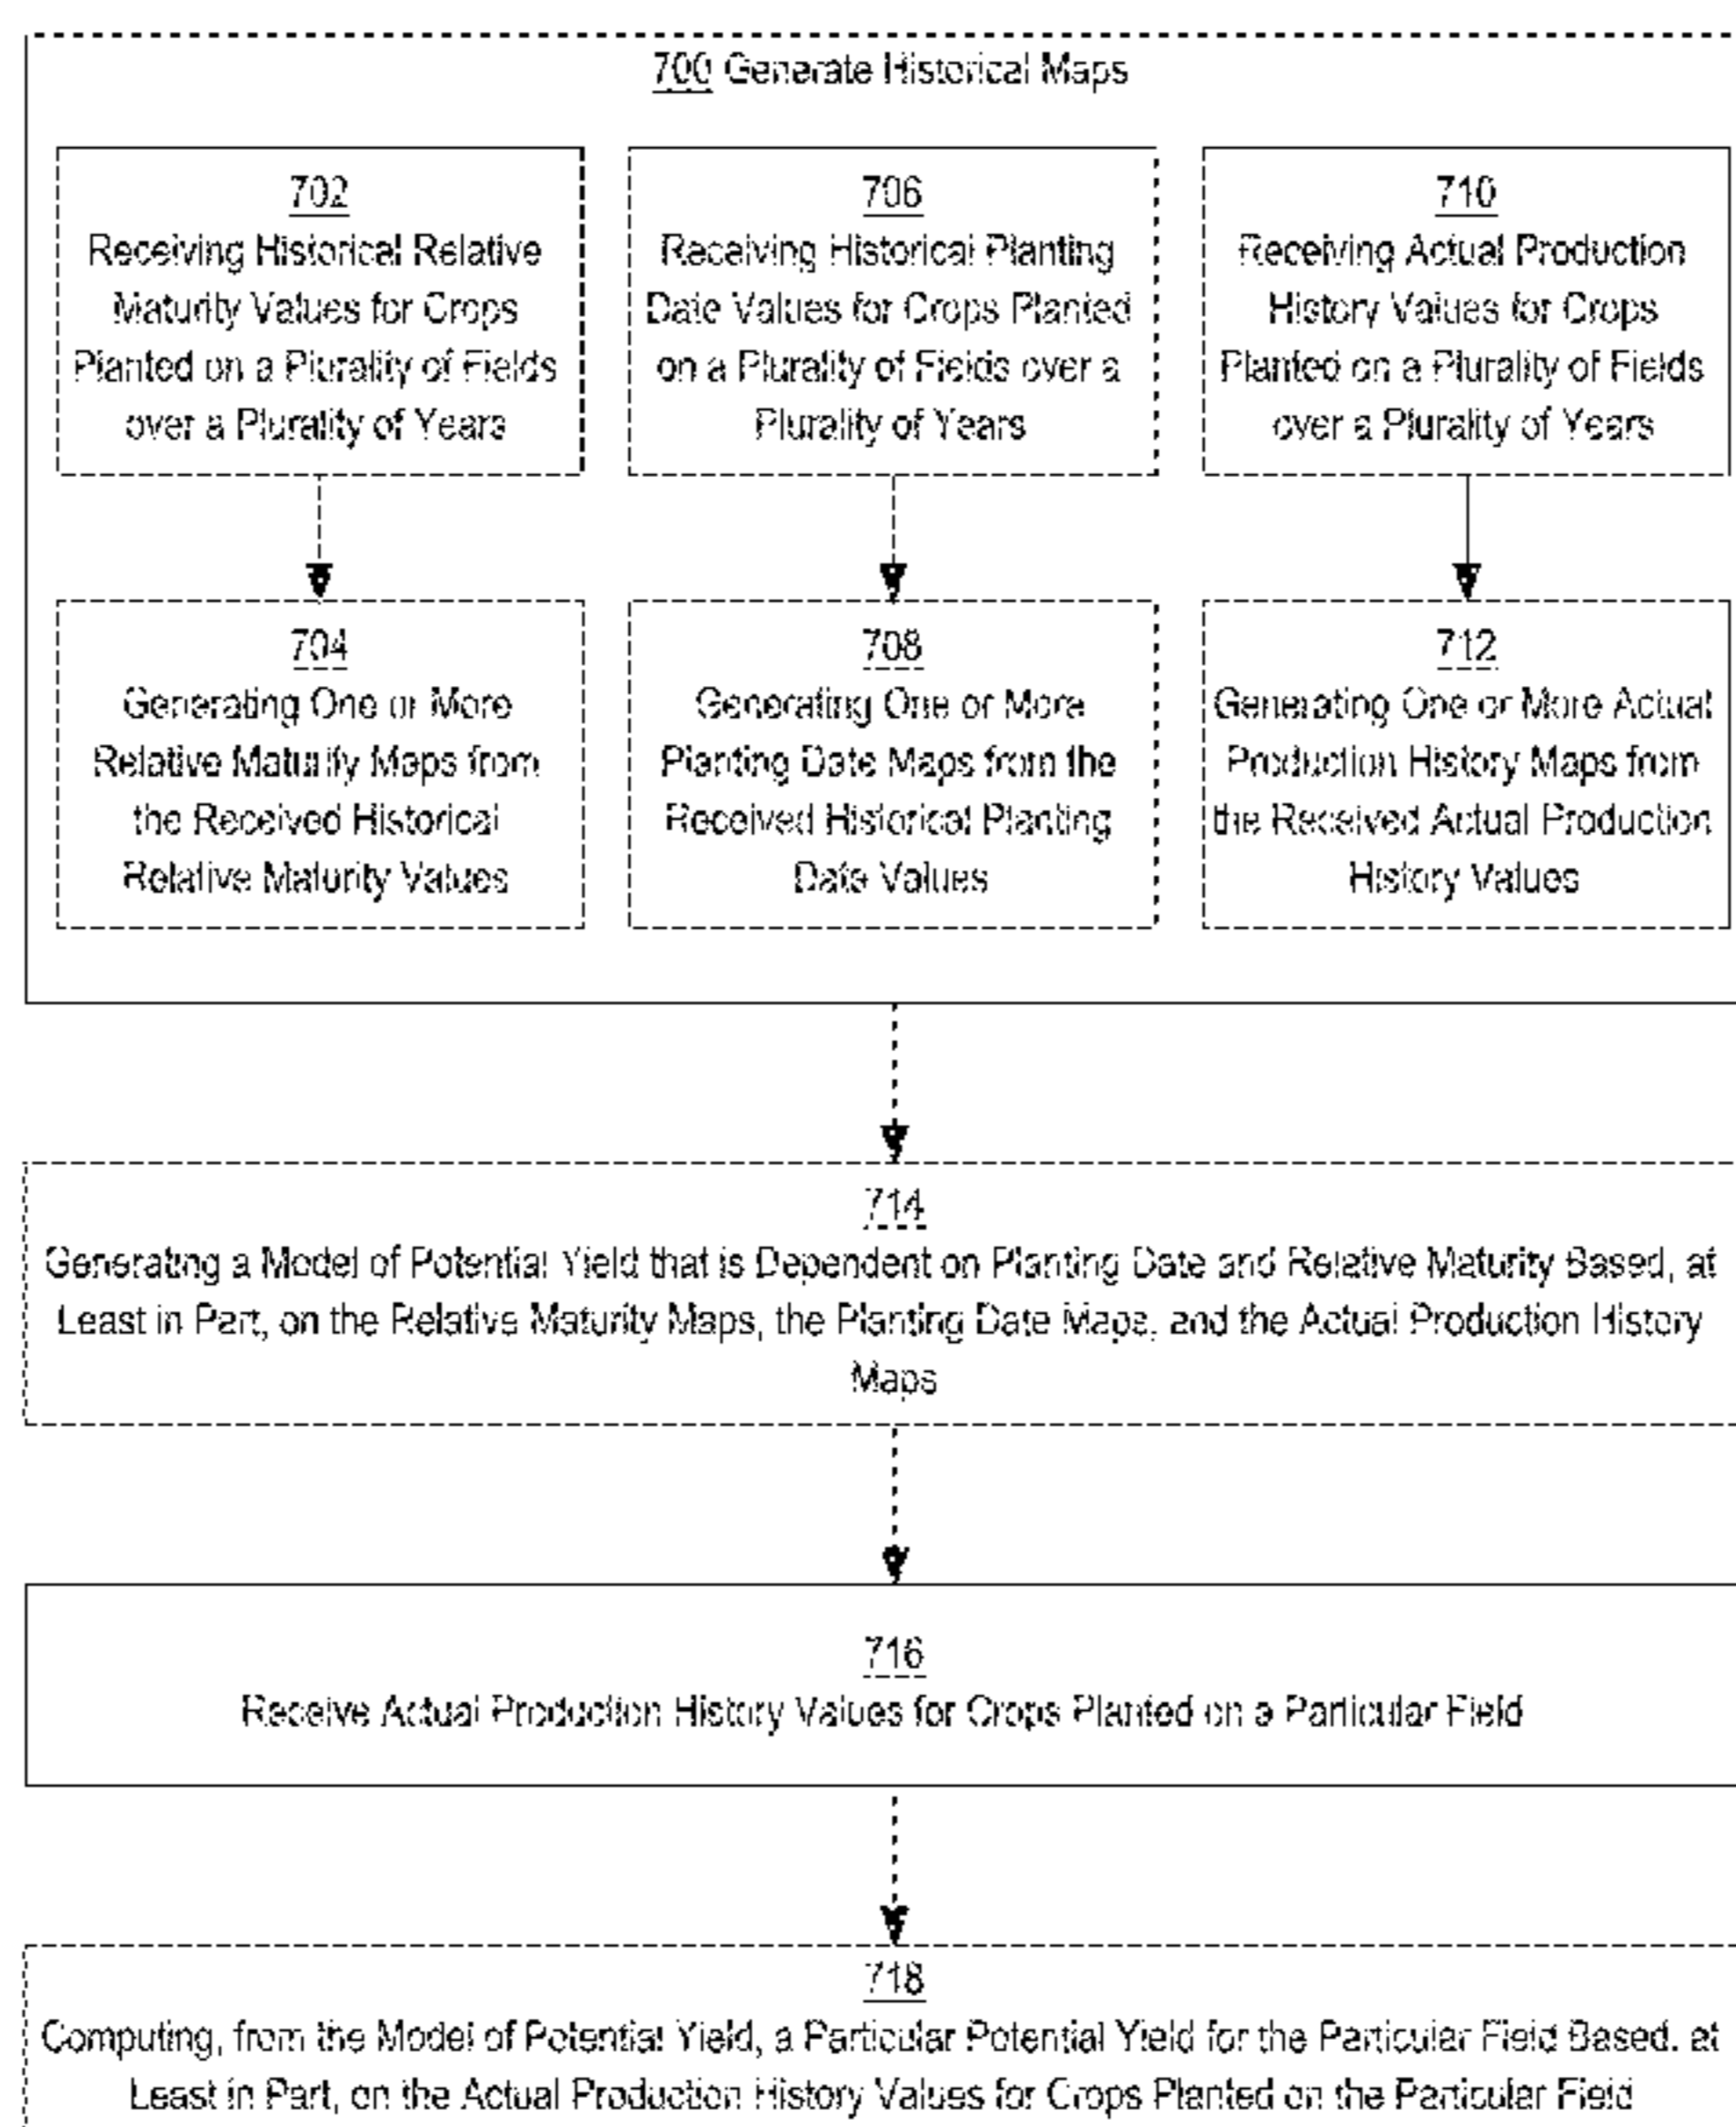 700 Generate Historical Maps
702
Receiving Historical Relative
Maturity Values for Crops
Planted on a Plurality of Fields
over a Plurality of Years
706
Receiving Historical Planting
Date Values for Crops Planted
on a Plurality of Fields over a
Plurality of Years
710
Receiving Actual Production
History Values for Crops
Planted on a Plurality of Fields
over a Plurality of Years
704
Generating One or More
Relative Maturity Maps from
the Received Historical
Relative Maturity Values
708
Generating One or More
Planting Date Maps from the
Received Historical Planting
Date Values
712
Generating One or More Actual
Production History Maps from
the Received Actual Production
History Values
714
Generating a Model of Potential Yield that is Dependent on Planting Date and Relative Maturity Based, at
Least in Part, on the Relative Maturity Maps, the Planting Date Maps, and the Actual Production History
Maps
716
Receive Actual Production History Values for Crops Planted on a Particular Field
718
Computing, from the Model of Potential Yield, a Particular Potential Yield for the Particular Field Based, at
Least in Part, on the Actual Production History Values for Crops Planted on the Particular Field